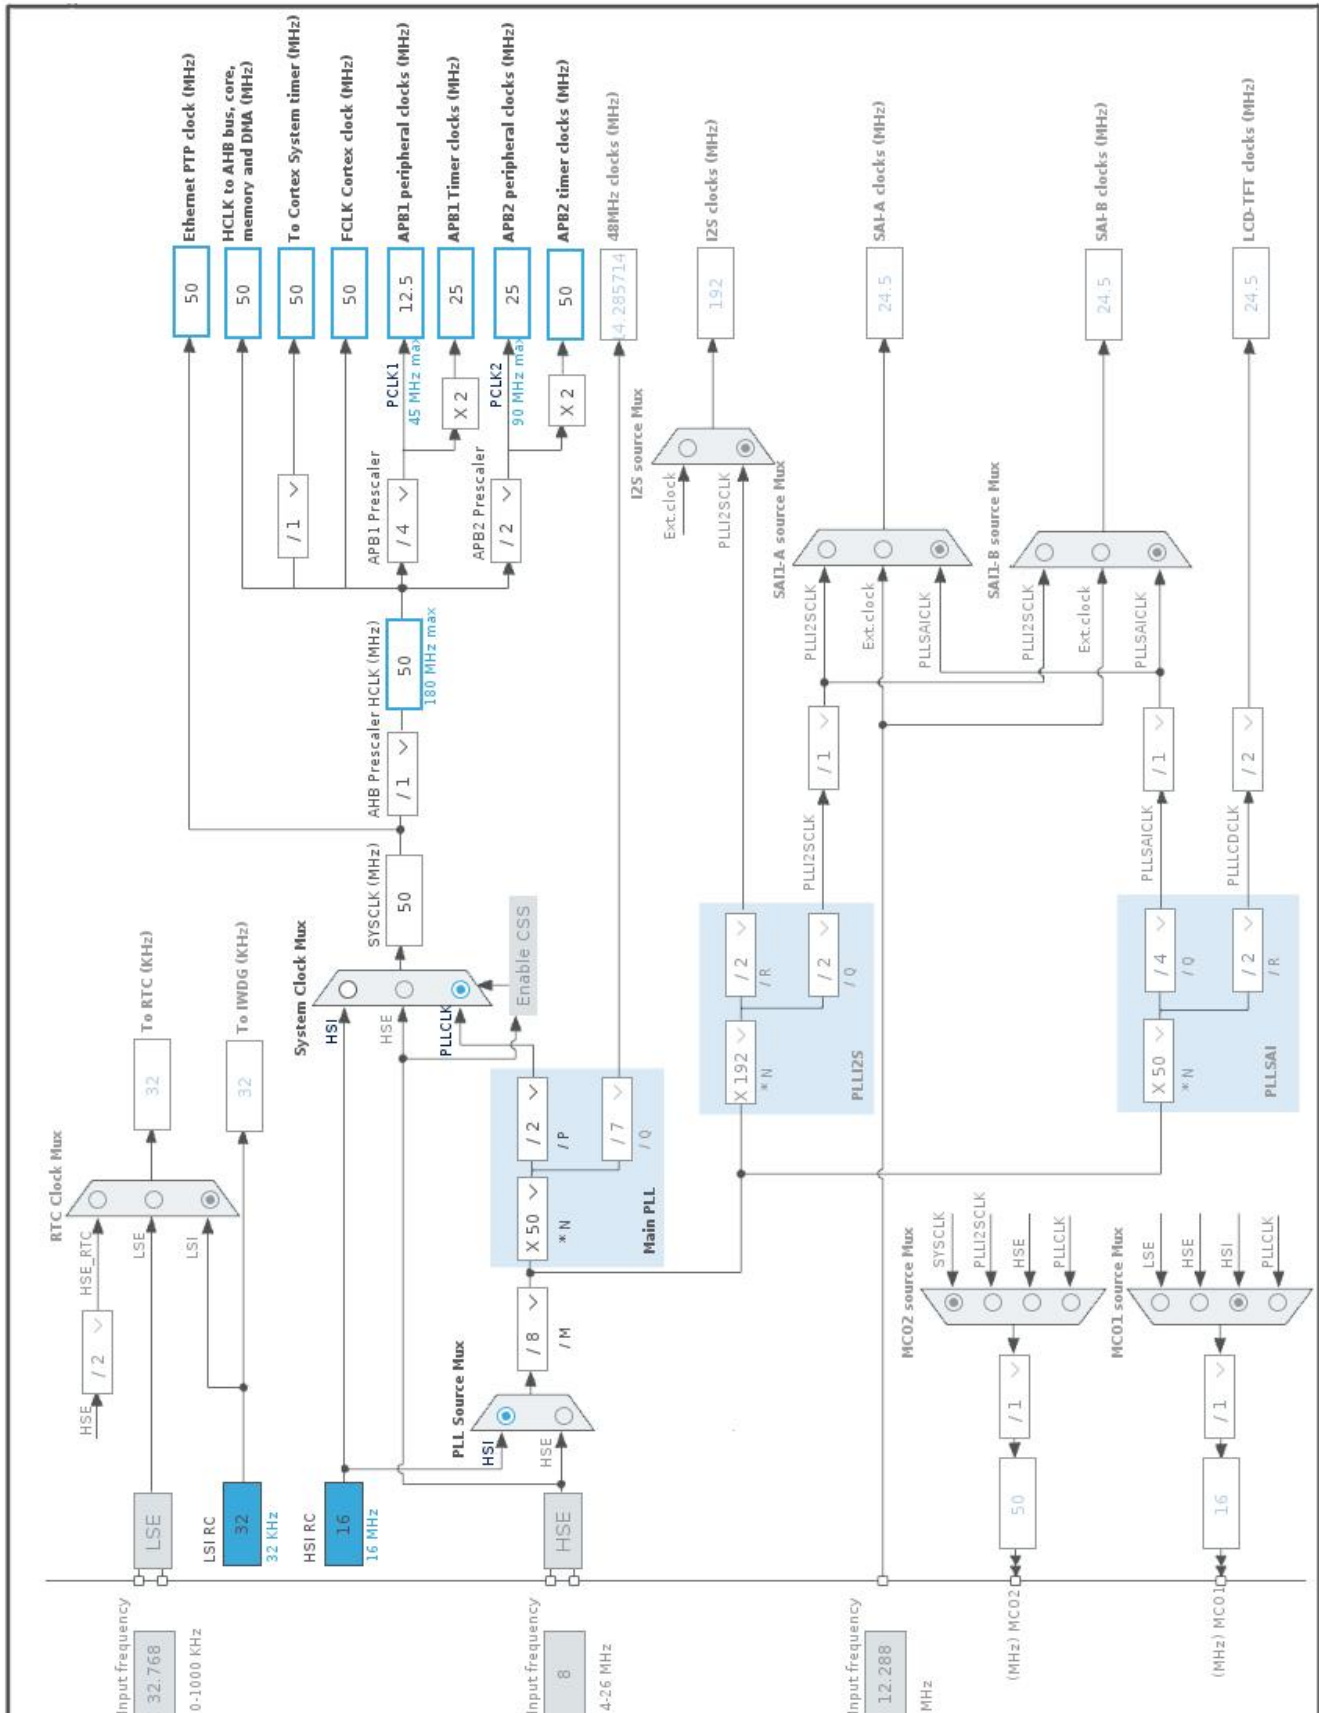 Input frequency
32.768
0-1000 KHz
LSE
HSE
/ 2
HSE_RTC
LSE
LSI
RTC Clock Mux
32
To RTC (KHz)
LSI RC
32
32 KHz
32
To IWDG (KHz)
HSI RC
16
16 MHz
System Clock Mux
HSI
HSE
PLLCLK
Enable CSS
SYSCLK (MHz)
50
AHB Prescaler
/ 1
HCLK (MHz)
50
180 MHz max
50
Ethernet PTP clock (MHz)
50
HCLK to AHB bus, core,
memory and DMA (MHz)
/ 1
50
To Cortex System timer (MHz)
50
FCLK Cortex clock (MHz)
APB1 Prescaler
/ 4
PCLK1
45 MHz max
12.5
APB1 peripheral clocks (MHz)
X 2
25
APB1 Timer clocks (MHz)
APB2 Prescaler
/ 2
PCLK2
90 MHz max
25
APB2 peripheral clocks (MHz)
X 2
50
APB2 timer clocks (MHz)
Input frequency
8
4-26 MHz
HSE
PLL Source Mux
HSI
HSE
/ 8
/ M
X 50
* N
/ 2
/ P
/ 7
/ Q
Main PLL
14.285714
48MHz clocks (MHz)
X 192
* N
/ 2
/ R
/ 2
/ Q
PLLI2S
I2S source Mux
Ext.clock
PLLI2SCLK
192
I2S clocks (MHz)
PLLI2SCLK
/ 1
SAI1-A source Mux
PLLI2SCLK
Ext.clock
PLLSAICLK
24.5
SAI-A clocks (MHz)
Input frequency
12.288
MHz
SAI1-B source Mux
PLLI2SCLK
Ext.clock
PLLSAICLK
24.5
SAI-B clocks (MHz)
X 50
* N
/ 4
/ Q
/ 2
/ R
PLLSAI
PLLSAICLK
/ 1
PLLLCDCLK
/ 2
24.5
LCD-TFT clocks (MHz)
MCO2 source Mux
SYSCLK
PLLI2SCLK
HSE
PLLCLK
/ 1
50
(MHz) MCO2
MCO1 source Mux
LSE
HSE
HSI
PLLCLK
/ 1
16
(MHz) MCO1